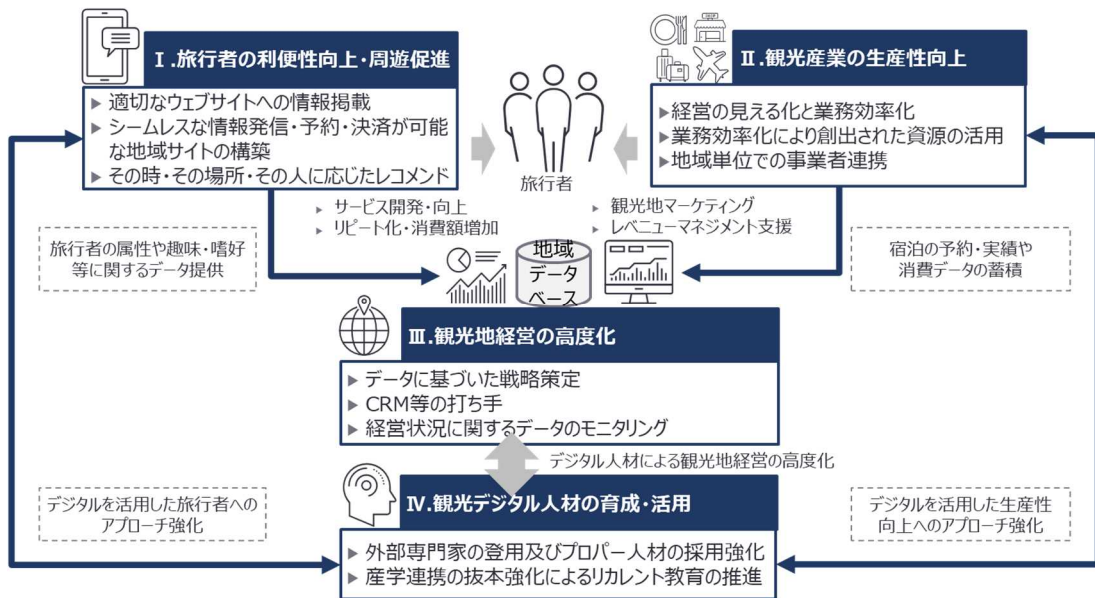 Ⅰ.旅行者の利便性向上・周遊促進
▶ 適切なウェブサイトへの情報掲載
▶ シームレスな情報発信・予約・決済が可能
な地域サイトの構築
▶ その時・その場所・その人に応じたレコメンド
旅行者
Ⅱ.観光産業の生産性向上
▶ 経営の見える化と業務効率化
▶ 業務効率化により創出された資源の活用
▶ 地域単位での事業者連携
▶ サービス開発・向上
▶ リピート化・消費額増加
▶ 観光地マーケティング
▶ レベニューマネジメント支援
旅行者の属性や趣味・嗜好
等に関するデータ提供
地域
データ
ベース
宿泊の予約・実績や
消費データの蓄積
Ⅲ.観光地経営の高度化
▶ データに基づいた戦略策定
▶ CRM等の打ち手
▶ 経営状況に関するデータのモニタリング
デジタル人材による観光地経営の高度化
デジタルを活用した旅行者への
アプローチ強化
Ⅳ.観光デジタル人材の育成・活用
▶ 外部専門家の登用及びプロパー人材の採用強化
▶ 産学連携の抜本強化によるリカレント教育の推進
デジタルを活用した生産性
向上へのアプローチ強化